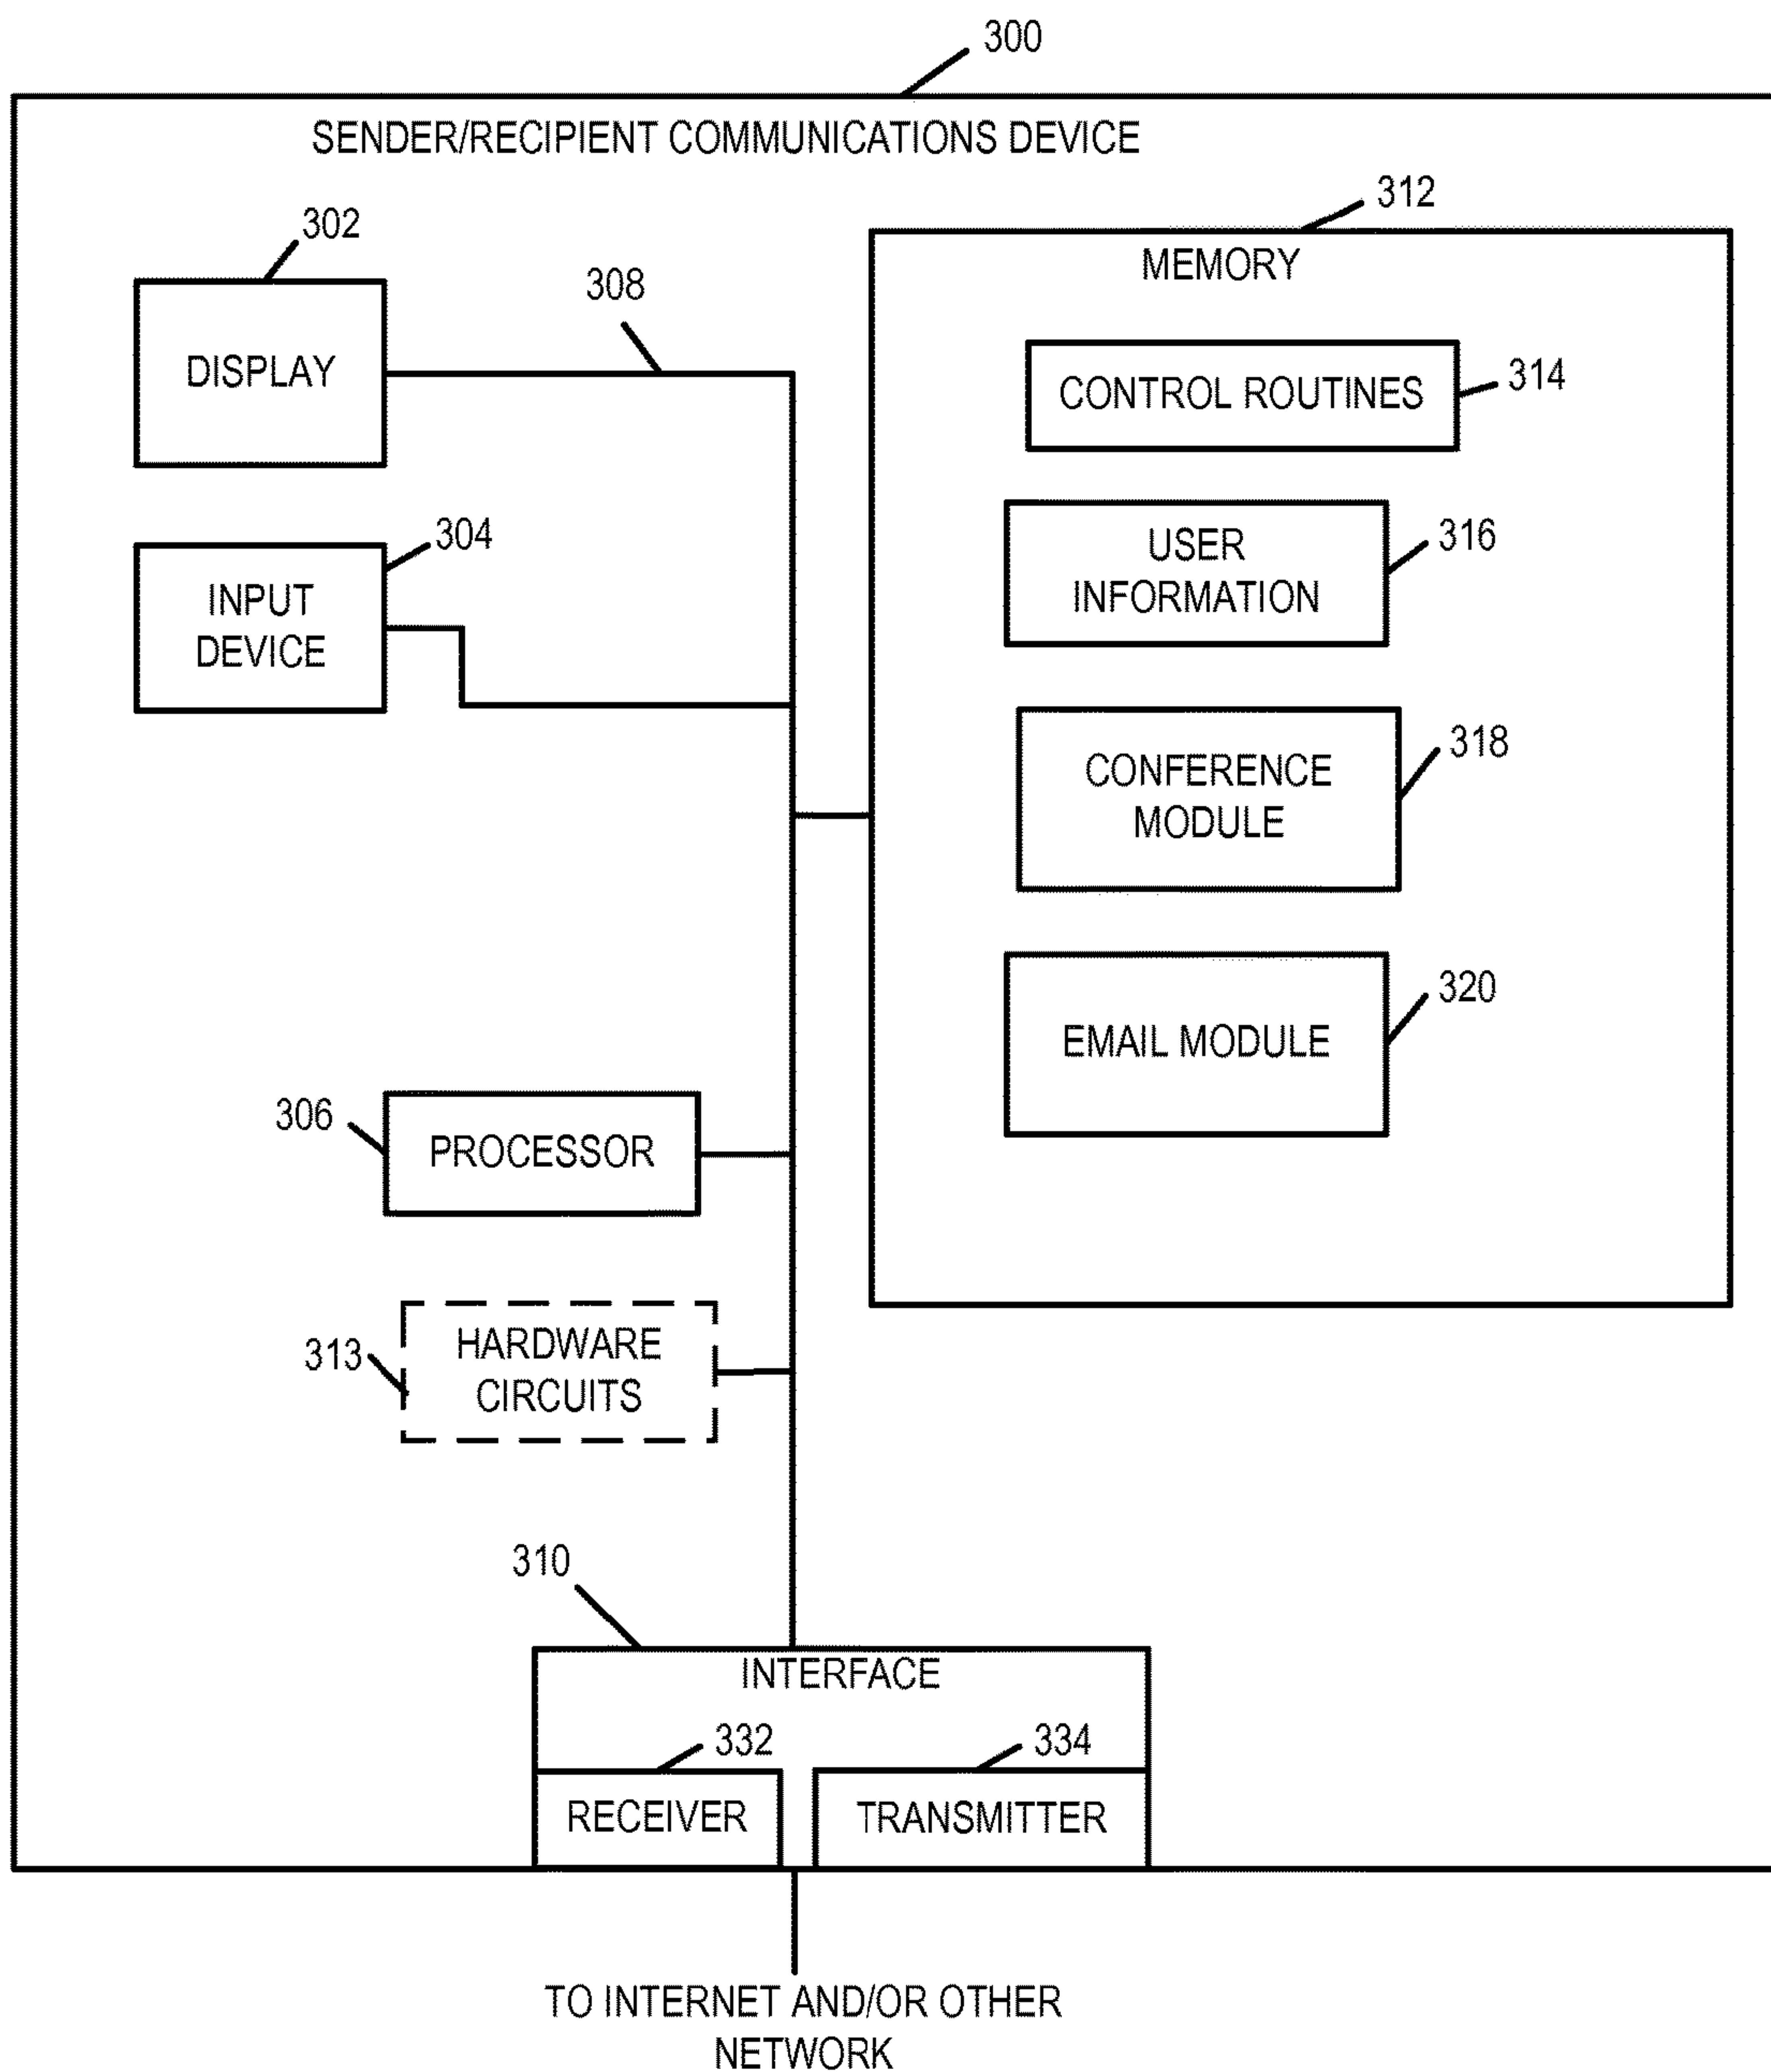 300
SENDER/RECIPIENT COMMUNICATIONS DEVICE
302
DISPLAY
308
304
INPUT
DEVICE
312
MEMORY
CONTROL ROUTINES
314
USER
INFORMATION
316
CONFERENCE
MODULE
318
EMAIL MODULE
320
306
PROCESSOR
313
HARDWARE
CIRCUITS
310
INTERFACE
332
RECEIVER
334
TRANSMITTER
TO INTERNET AND/OR OTHER
NETWORK